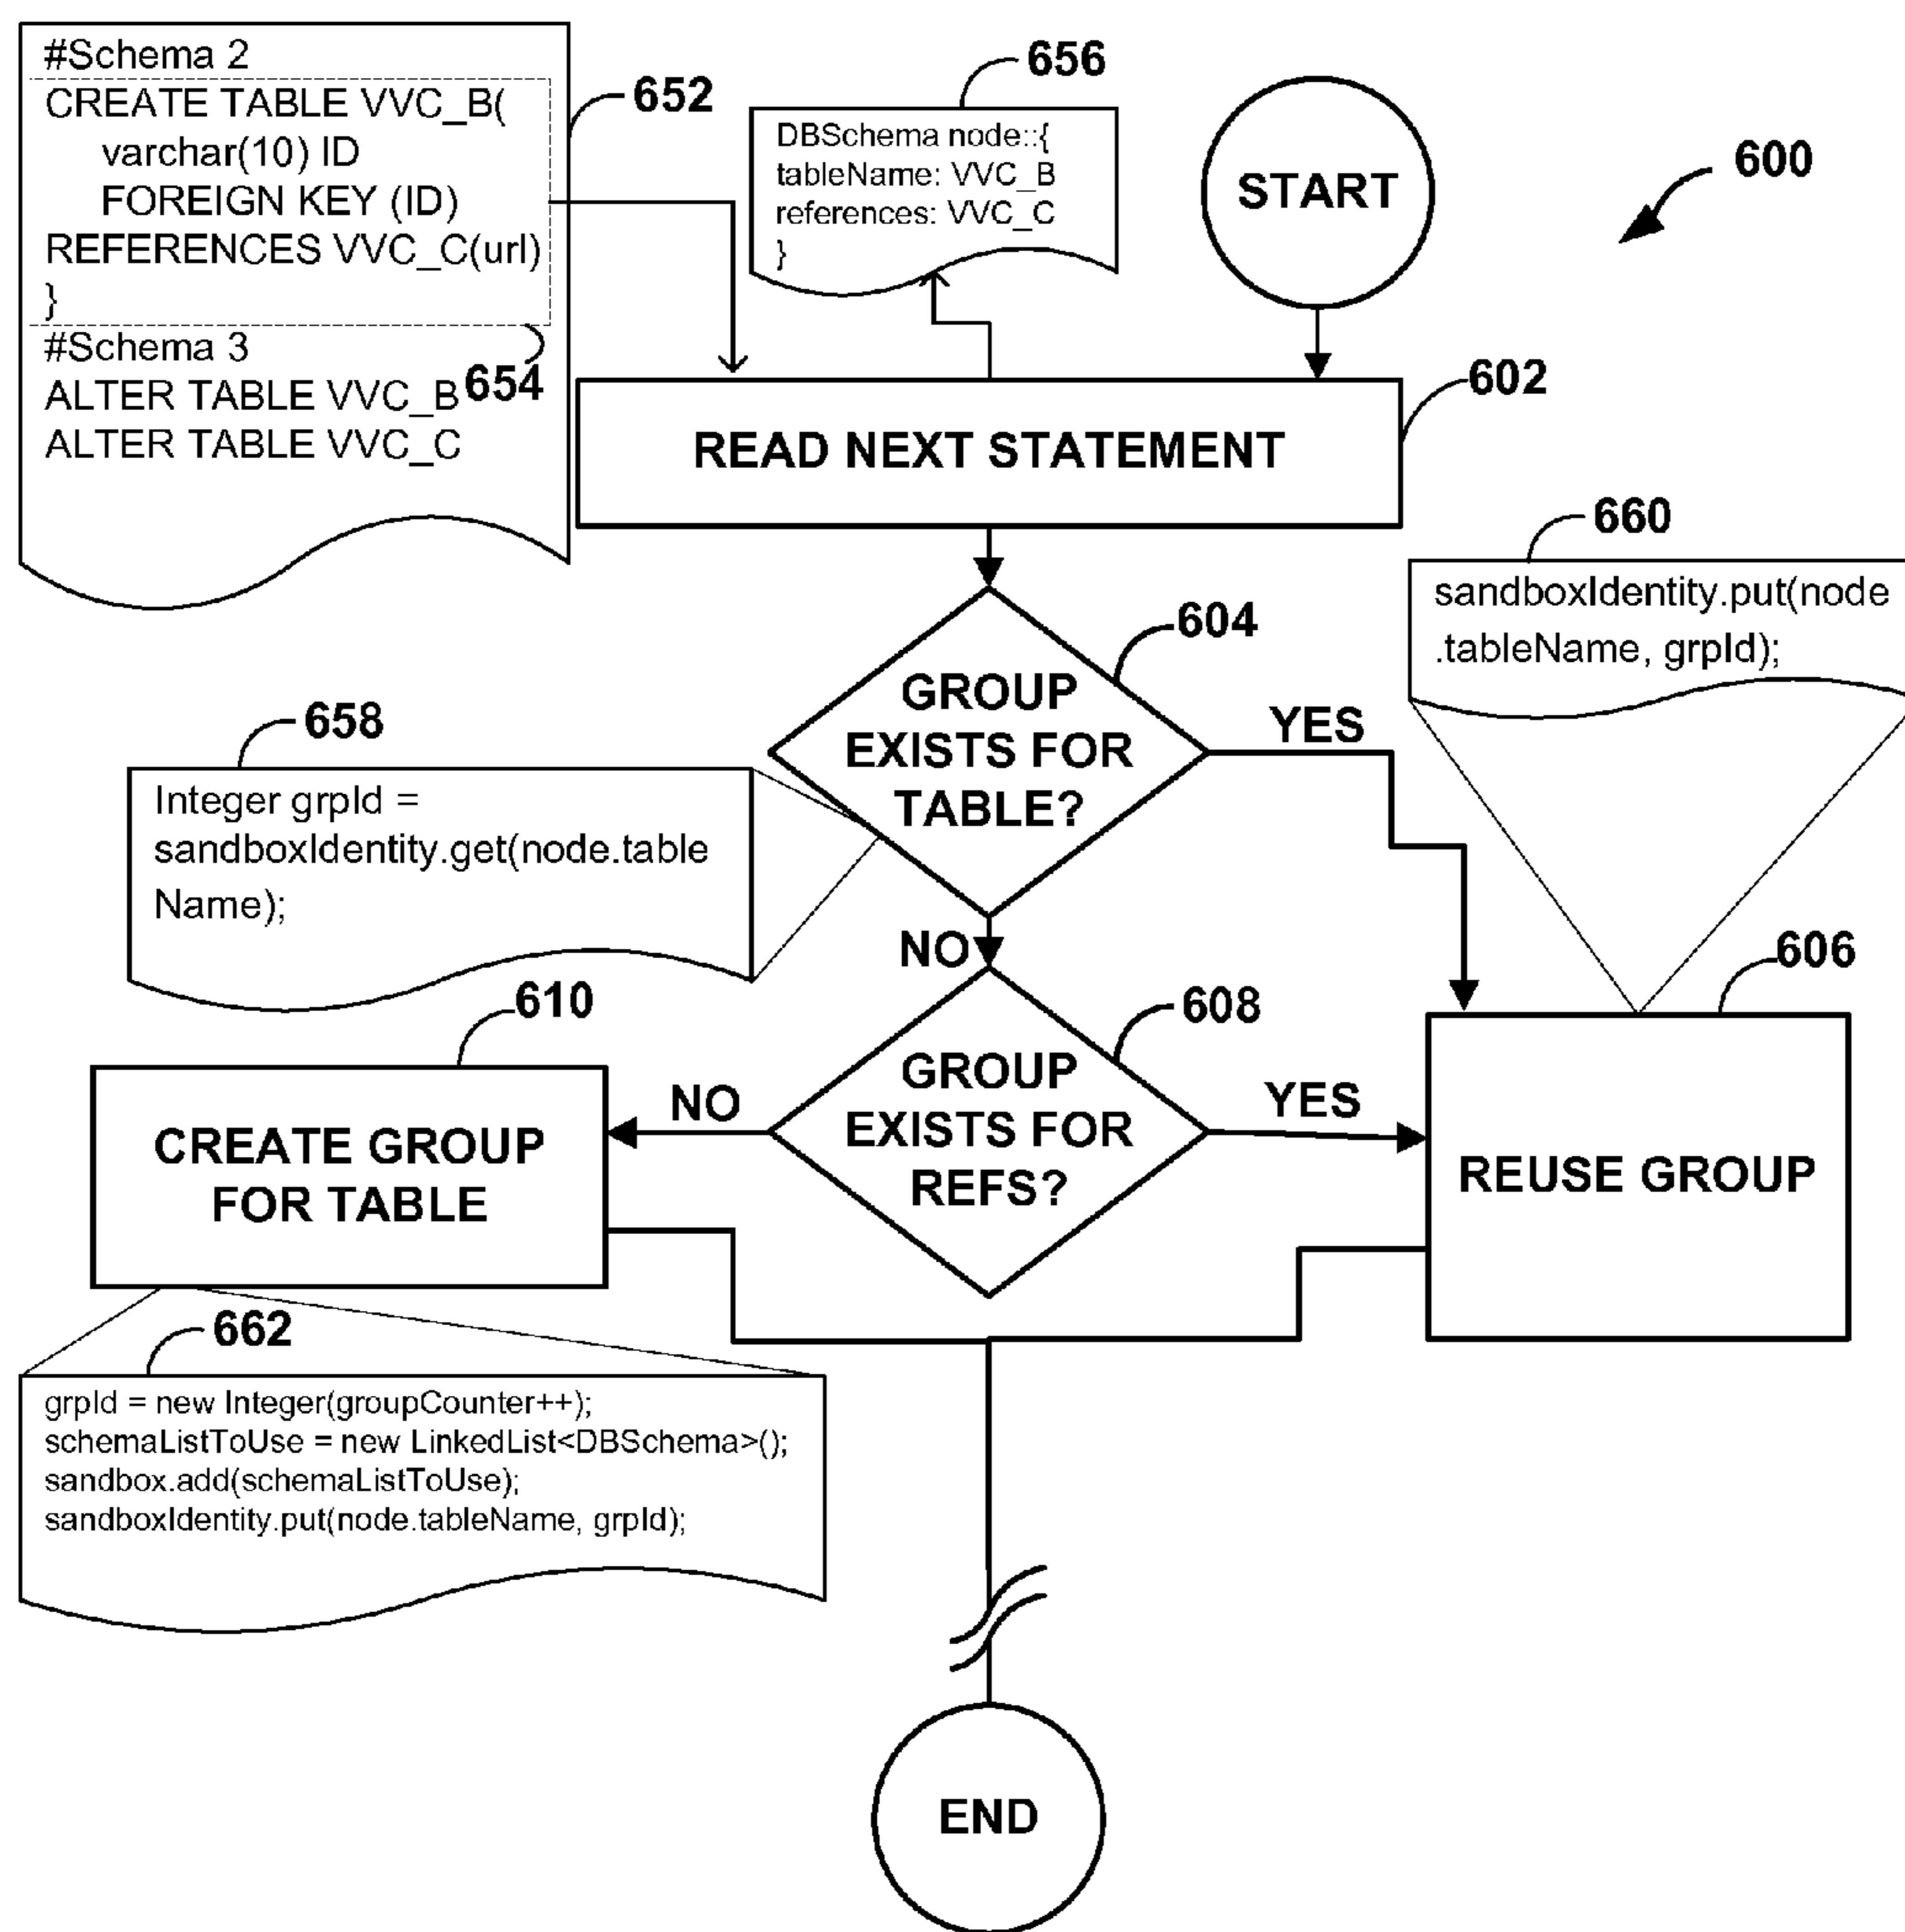 #Schema 2
CREATE TABLE VVC_B(
varchar(10) ID
FOREIGN KEY (ID)
REFERENCES VVC_C(url)
}
#Schema 3
ALTER TABLE VVC_B
ALTER TABLE VVC_C
652
654
656
DBSchema node::{
tableName: VVC_B
references: VVC_C
}
START
600
602
READ NEXT STATEMENT
660
sandboxIdentity.put(node
.tableName, grpId);
604
GROUP
EXISTS FOR
TABLE?
YES
658
Integer grpId =
sandboxIdentity.get(node.table
Name);
NO
606
610
608
GROUP
EXISTS FOR
REFS?
NO
YES
CREATE GROUP
FOR TABLE
REUSE GROUP
662
grpId = new Integer(groupCounter++);
schemaListToUse = new LinkedList<DBSchema>();
sandbox.add(schemaListToUse);
sandboxIdentity.put(node.tableName, grpId);
END